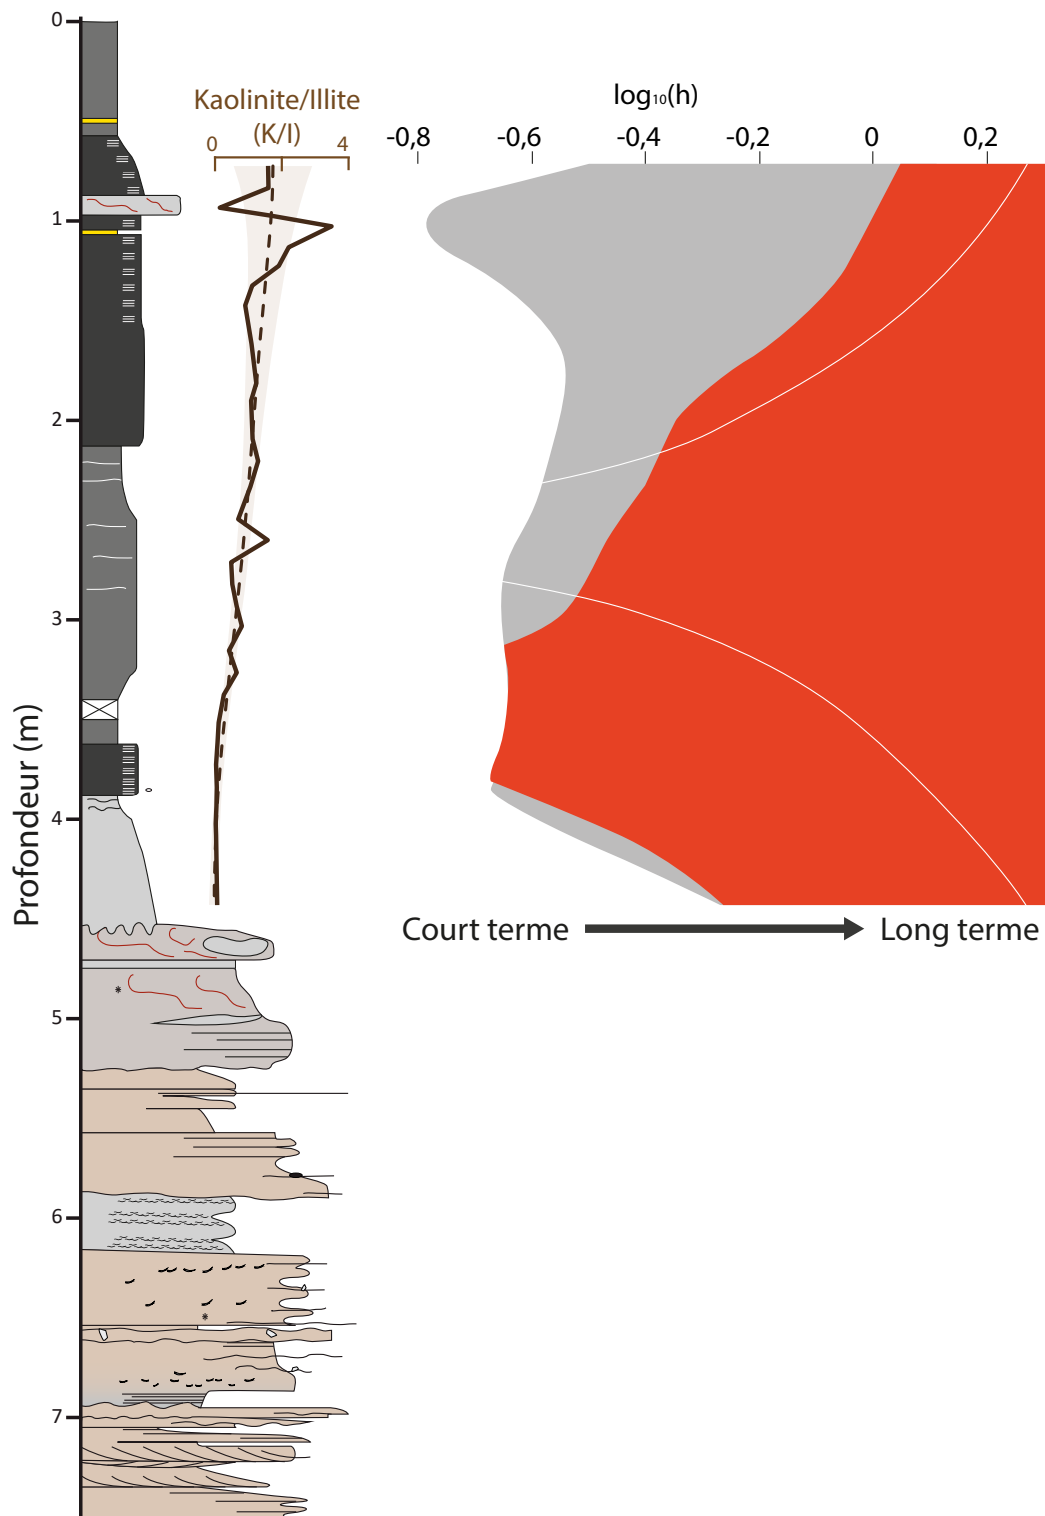 0
Kaolinite/Illite
(K/I)
0
4
log₁₀(h)
-0,8
-0,6
-0,4
-0,2
0
0,2
1
2
3
4
5
6
7
Profondeur (m)
Court terme
Long terme